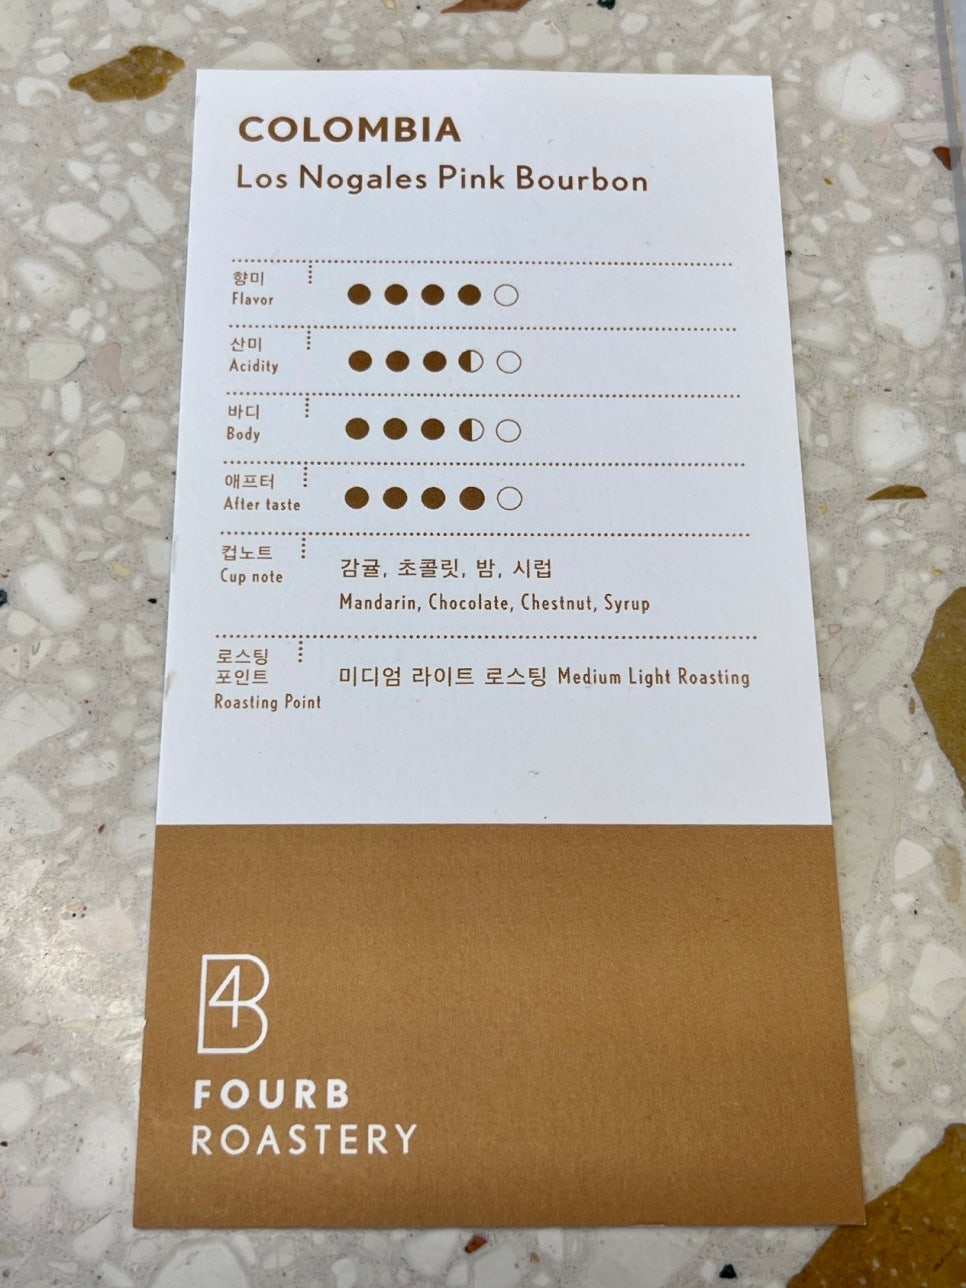 COLOMBIA
Los Nogales Pink Bourbon
향미
Flavor
산미
Acidity
바디
Body
애프터
After taste
컵노트
Cup note
감귤, 초콜릿, 밤, 시럽
Mandarin, Chocolate, Chestnut, Syrup
로스팅
포인트
Roasting Point
미디엄 라이트 로스팅 Medium Light Roasting
4B
FOURB
ROASTERY